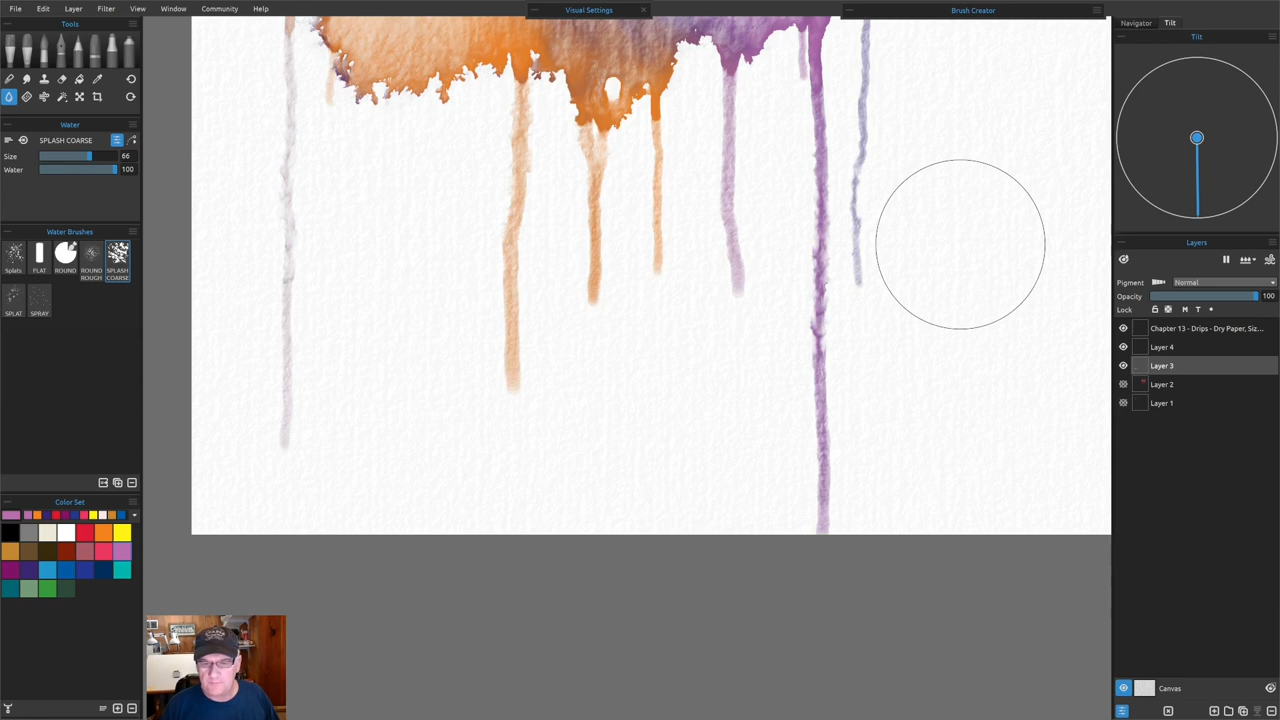 File Edit Layer Filter View Window Community Help
Visual Settings
Brush Creator
Tools
Navigator Tilt
Tilt
Water
SPLASH COARSE
Size 66
Water 100
Water Brushes
Splats FLAT ROUND ROUND ROUGH SPLASH COARSE
SPLAT SPRAY
Layers
Pigment Normal
Opacity 100
Lock M T
Chapter 13 - Drips - Dry Paper, Siz...
Layer 4
Layer 3
Layer 2
Layer 1
Color Set
Canvas